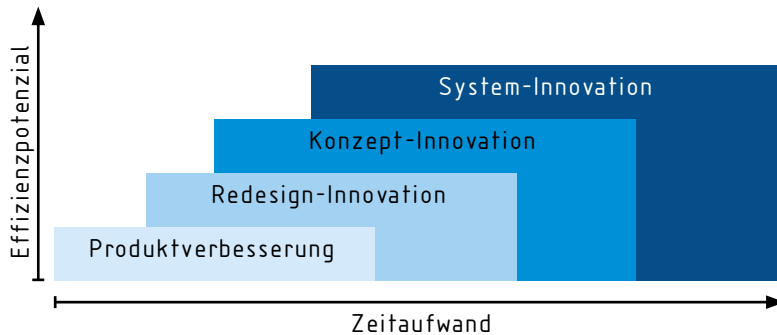 Effizienzpotenzial
System-Innovation
Konzept-Innovation
Redesign-Innovation
Produktverbesserung
Zeitaufwand